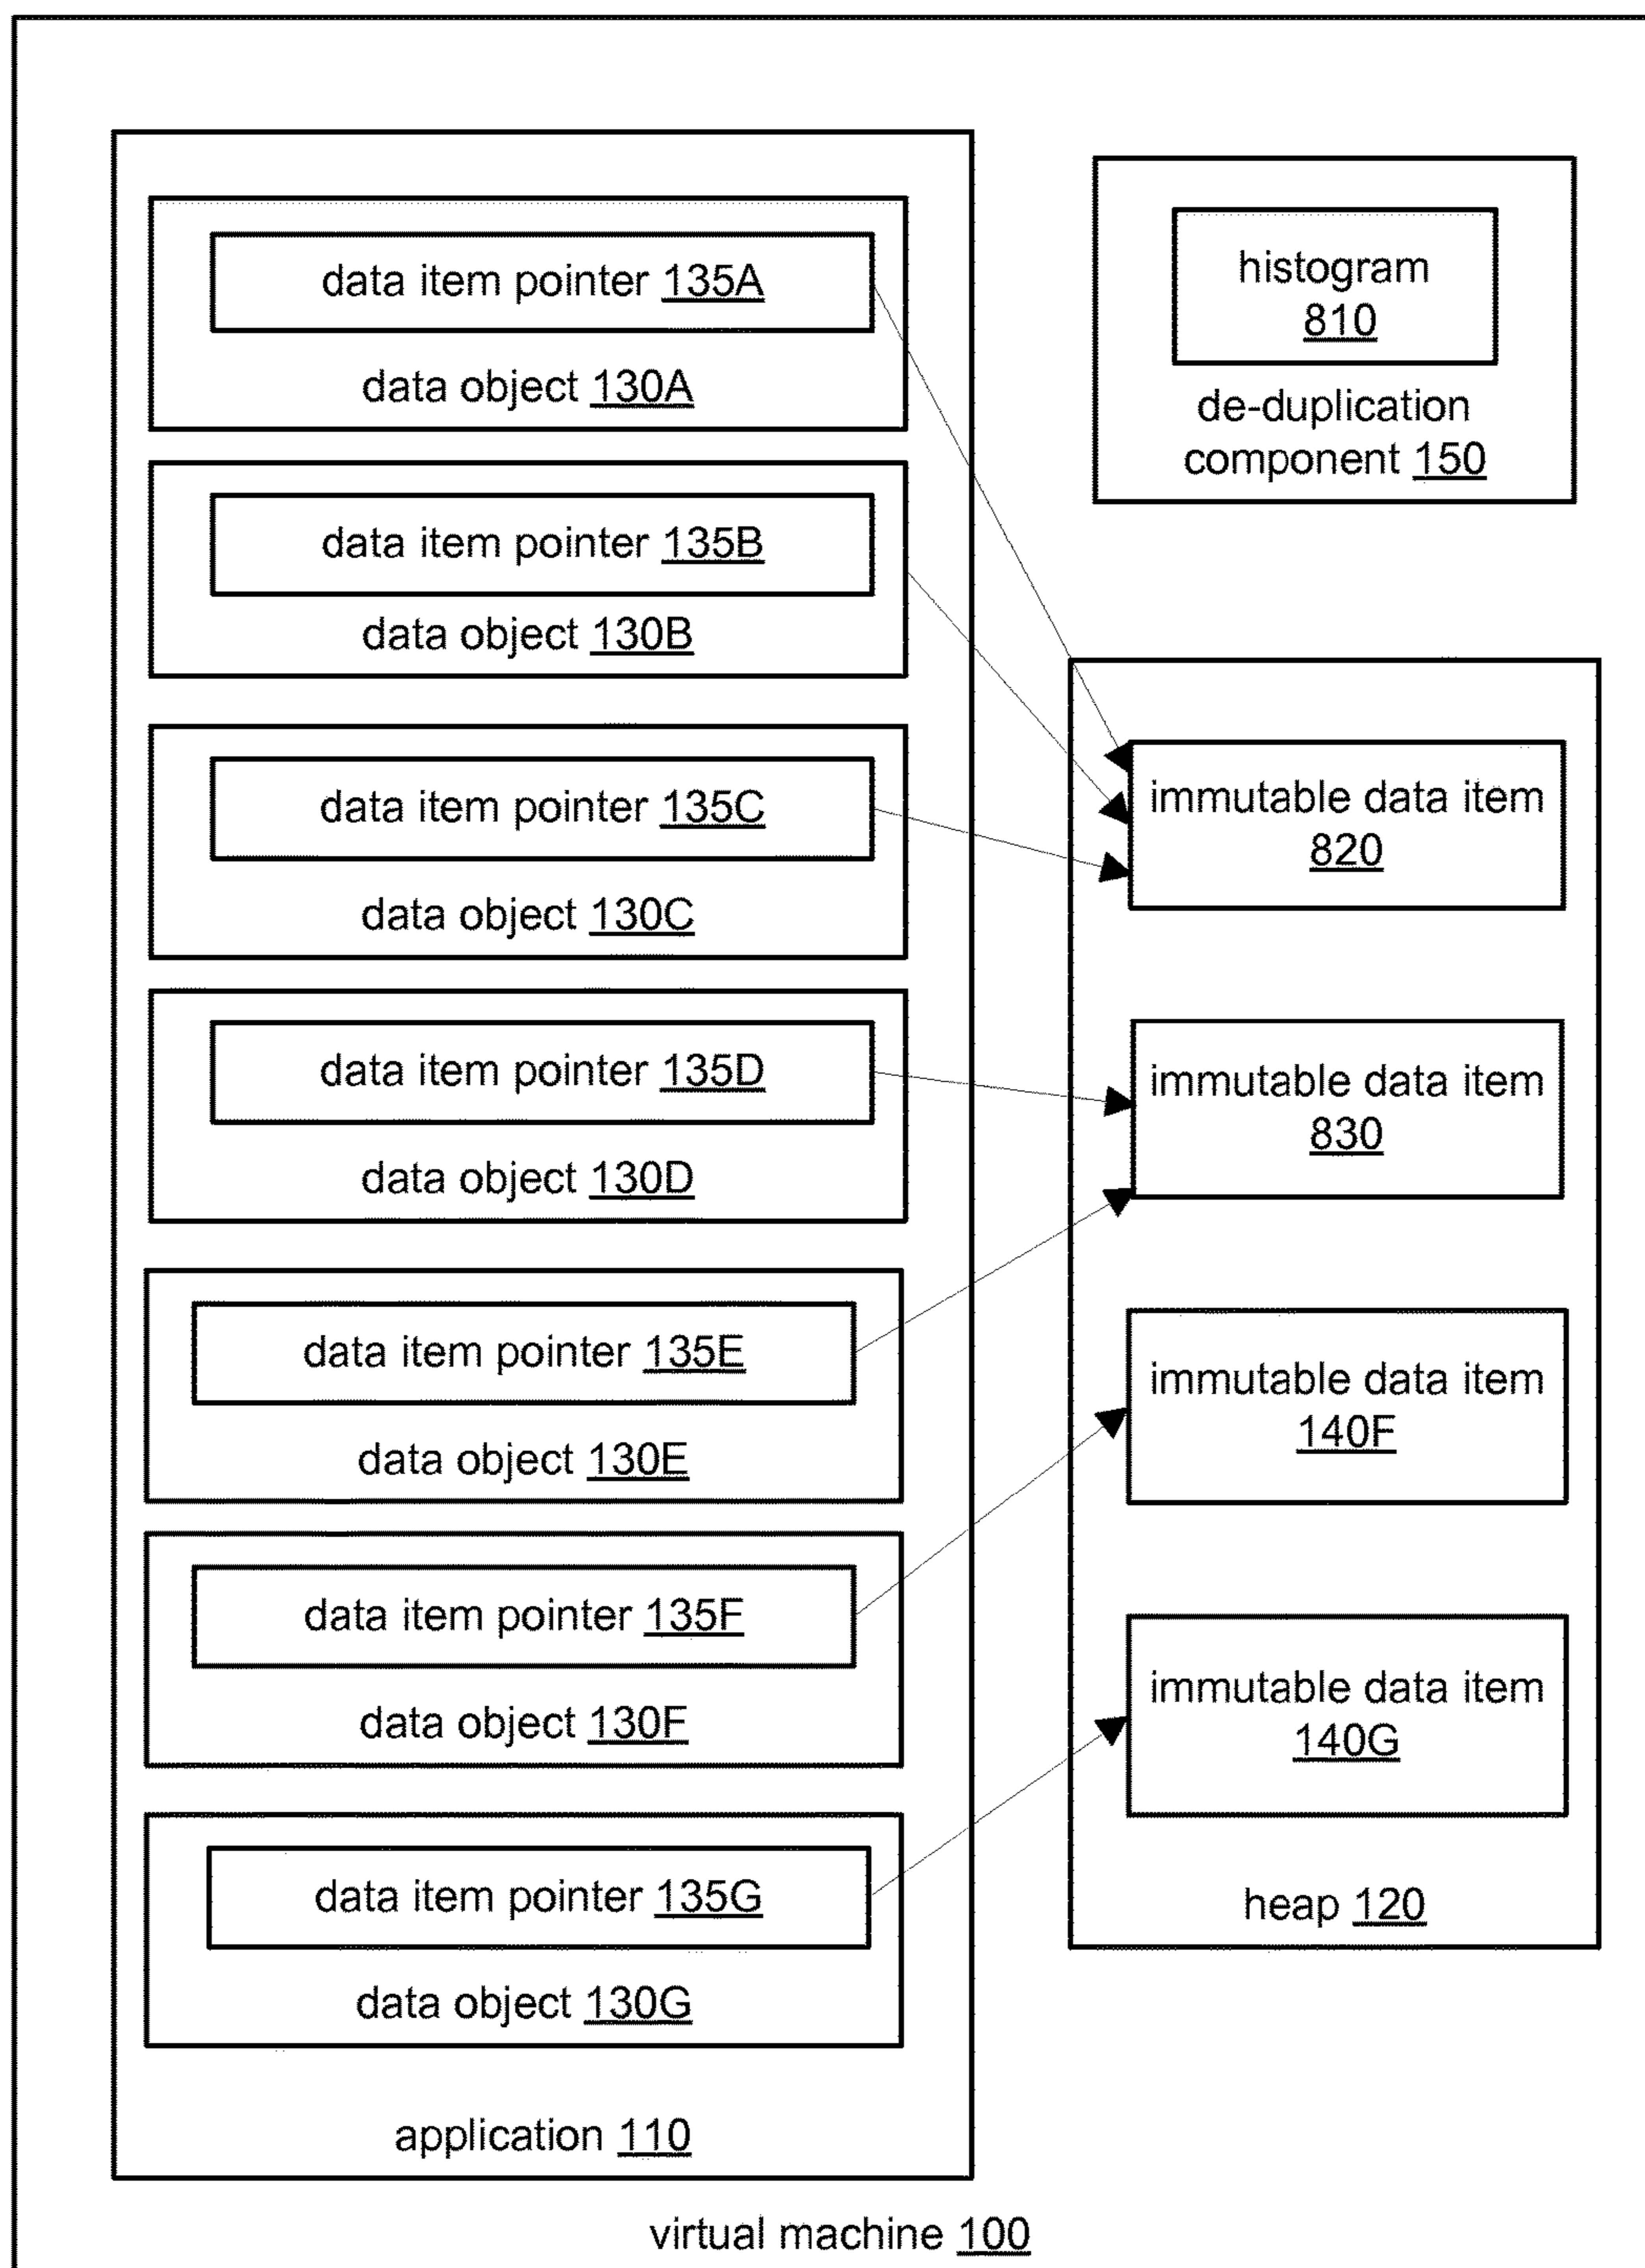 data item pointer 135A
data object 130A
data item pointer 135B
data object 130B
data item pointer 135C
data object 130C
data item pointer 135D
data object 130D
data item pointer 135E
data object 130E
data item pointer 135F
data object 130F
data item pointer 135G
data object 130G
application 110
histogram
810
de-duplication
component 150
immutable data item
820
immutable data item
830
immutable data item
140F
immutable data item
140G
heap 120
virtual machine 100